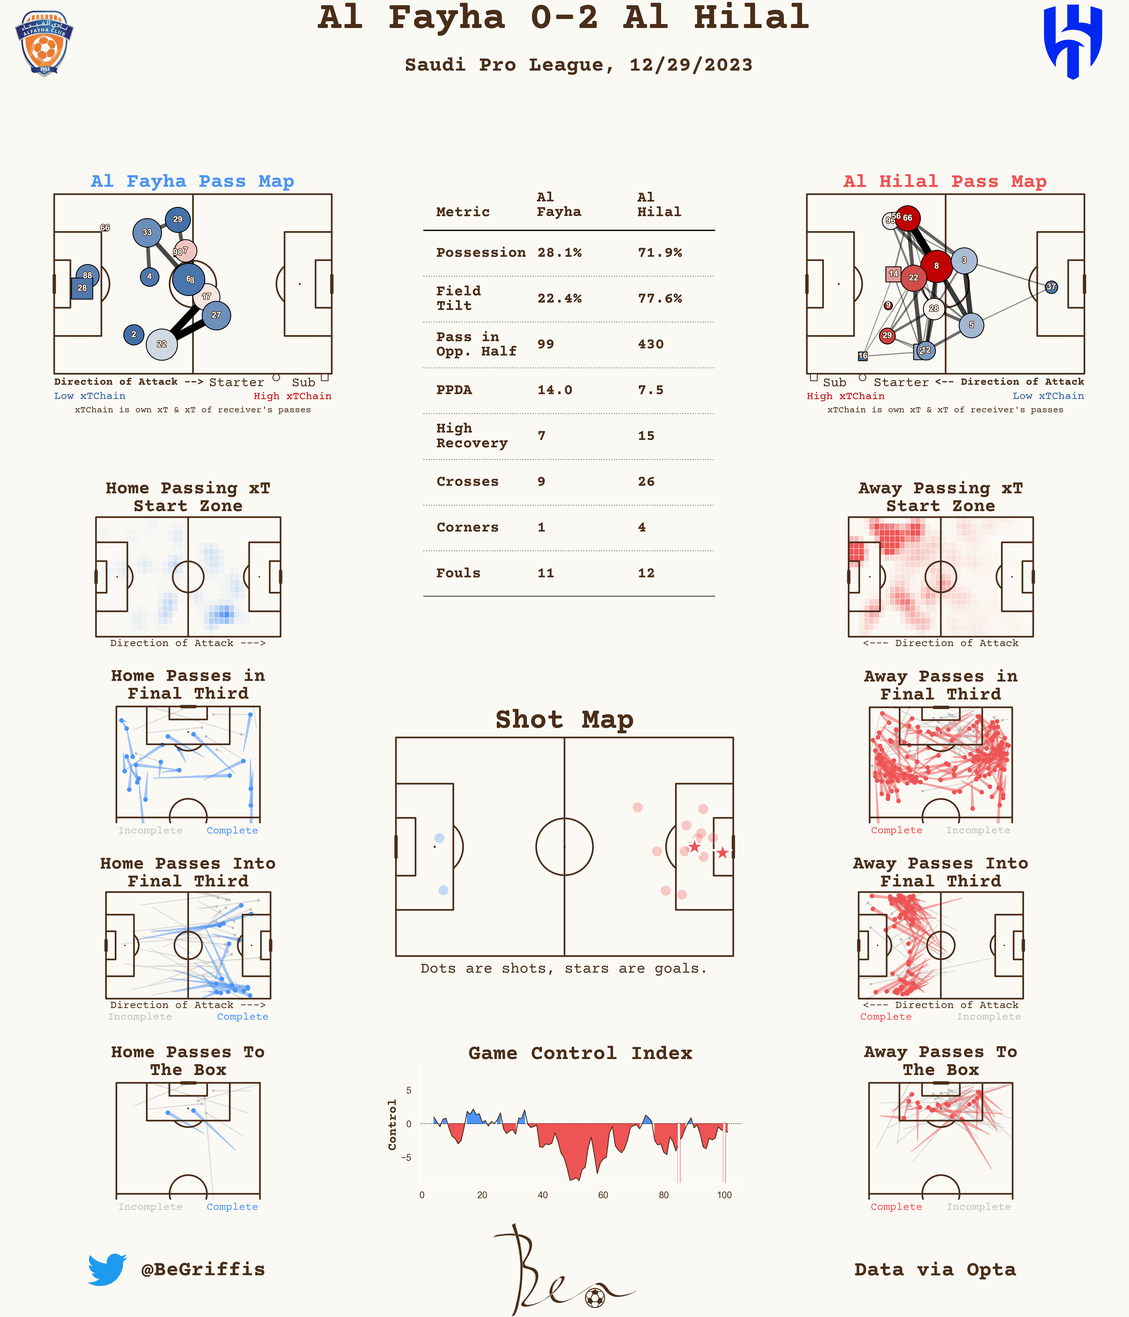 Al Fayha 0-2 Al Hilal
Saudi Pro League, 12/29/2023
ALFAYHA CLUB
1953
Al Fayha Pass Map
66
29
33
98
7
4
88
28
6
8
17
27
2
22
Direction of Attack --> Starter Sub
Low xTChain High xTChain
xTChain is own xT & xT of receiver's passes
Metric Al Fayha Al Hilal
Possession 28.1% 71.9%
Field Tilt 22.4% 77.6%
Pass in Opp. Half 99 430
PPDA 14.0 7.5
High Recovery 7 15
Crosses 9 26
Corners 1 4
Fouls 11 12
Al Hilal Pass Map
66
8
3
14
22
37
9
28
29
5
16
12
Sub Starter <-- Direction of Attack
High xTChain Low xTChain
xTChain is own xT & xT of receiver's passes
Home Passing xT
Start Zone
Direction of Attack --->
Away Passing xT
Start Zone
<--- Direction of Attack
Home Passes in
Final Third
Incomplete Complete
Away Passes in
Final Third
Complete Incomplete
Shot Map
Dots are shots, stars are goals.
Home Passes Into
Final Third
Direction of Attack --->
Incomplete Complete
Away Passes Into
Final Third
<--- Direction of Attack
Complete Incomplete
Home Passes To
The Box
Incomplete Complete
Game Control Index
Control
5
0
−5
0 20 40 60 80 100
Away Passes To
The Box
Complete Incomplete
@BeGriffis
Ben
Data via Opta